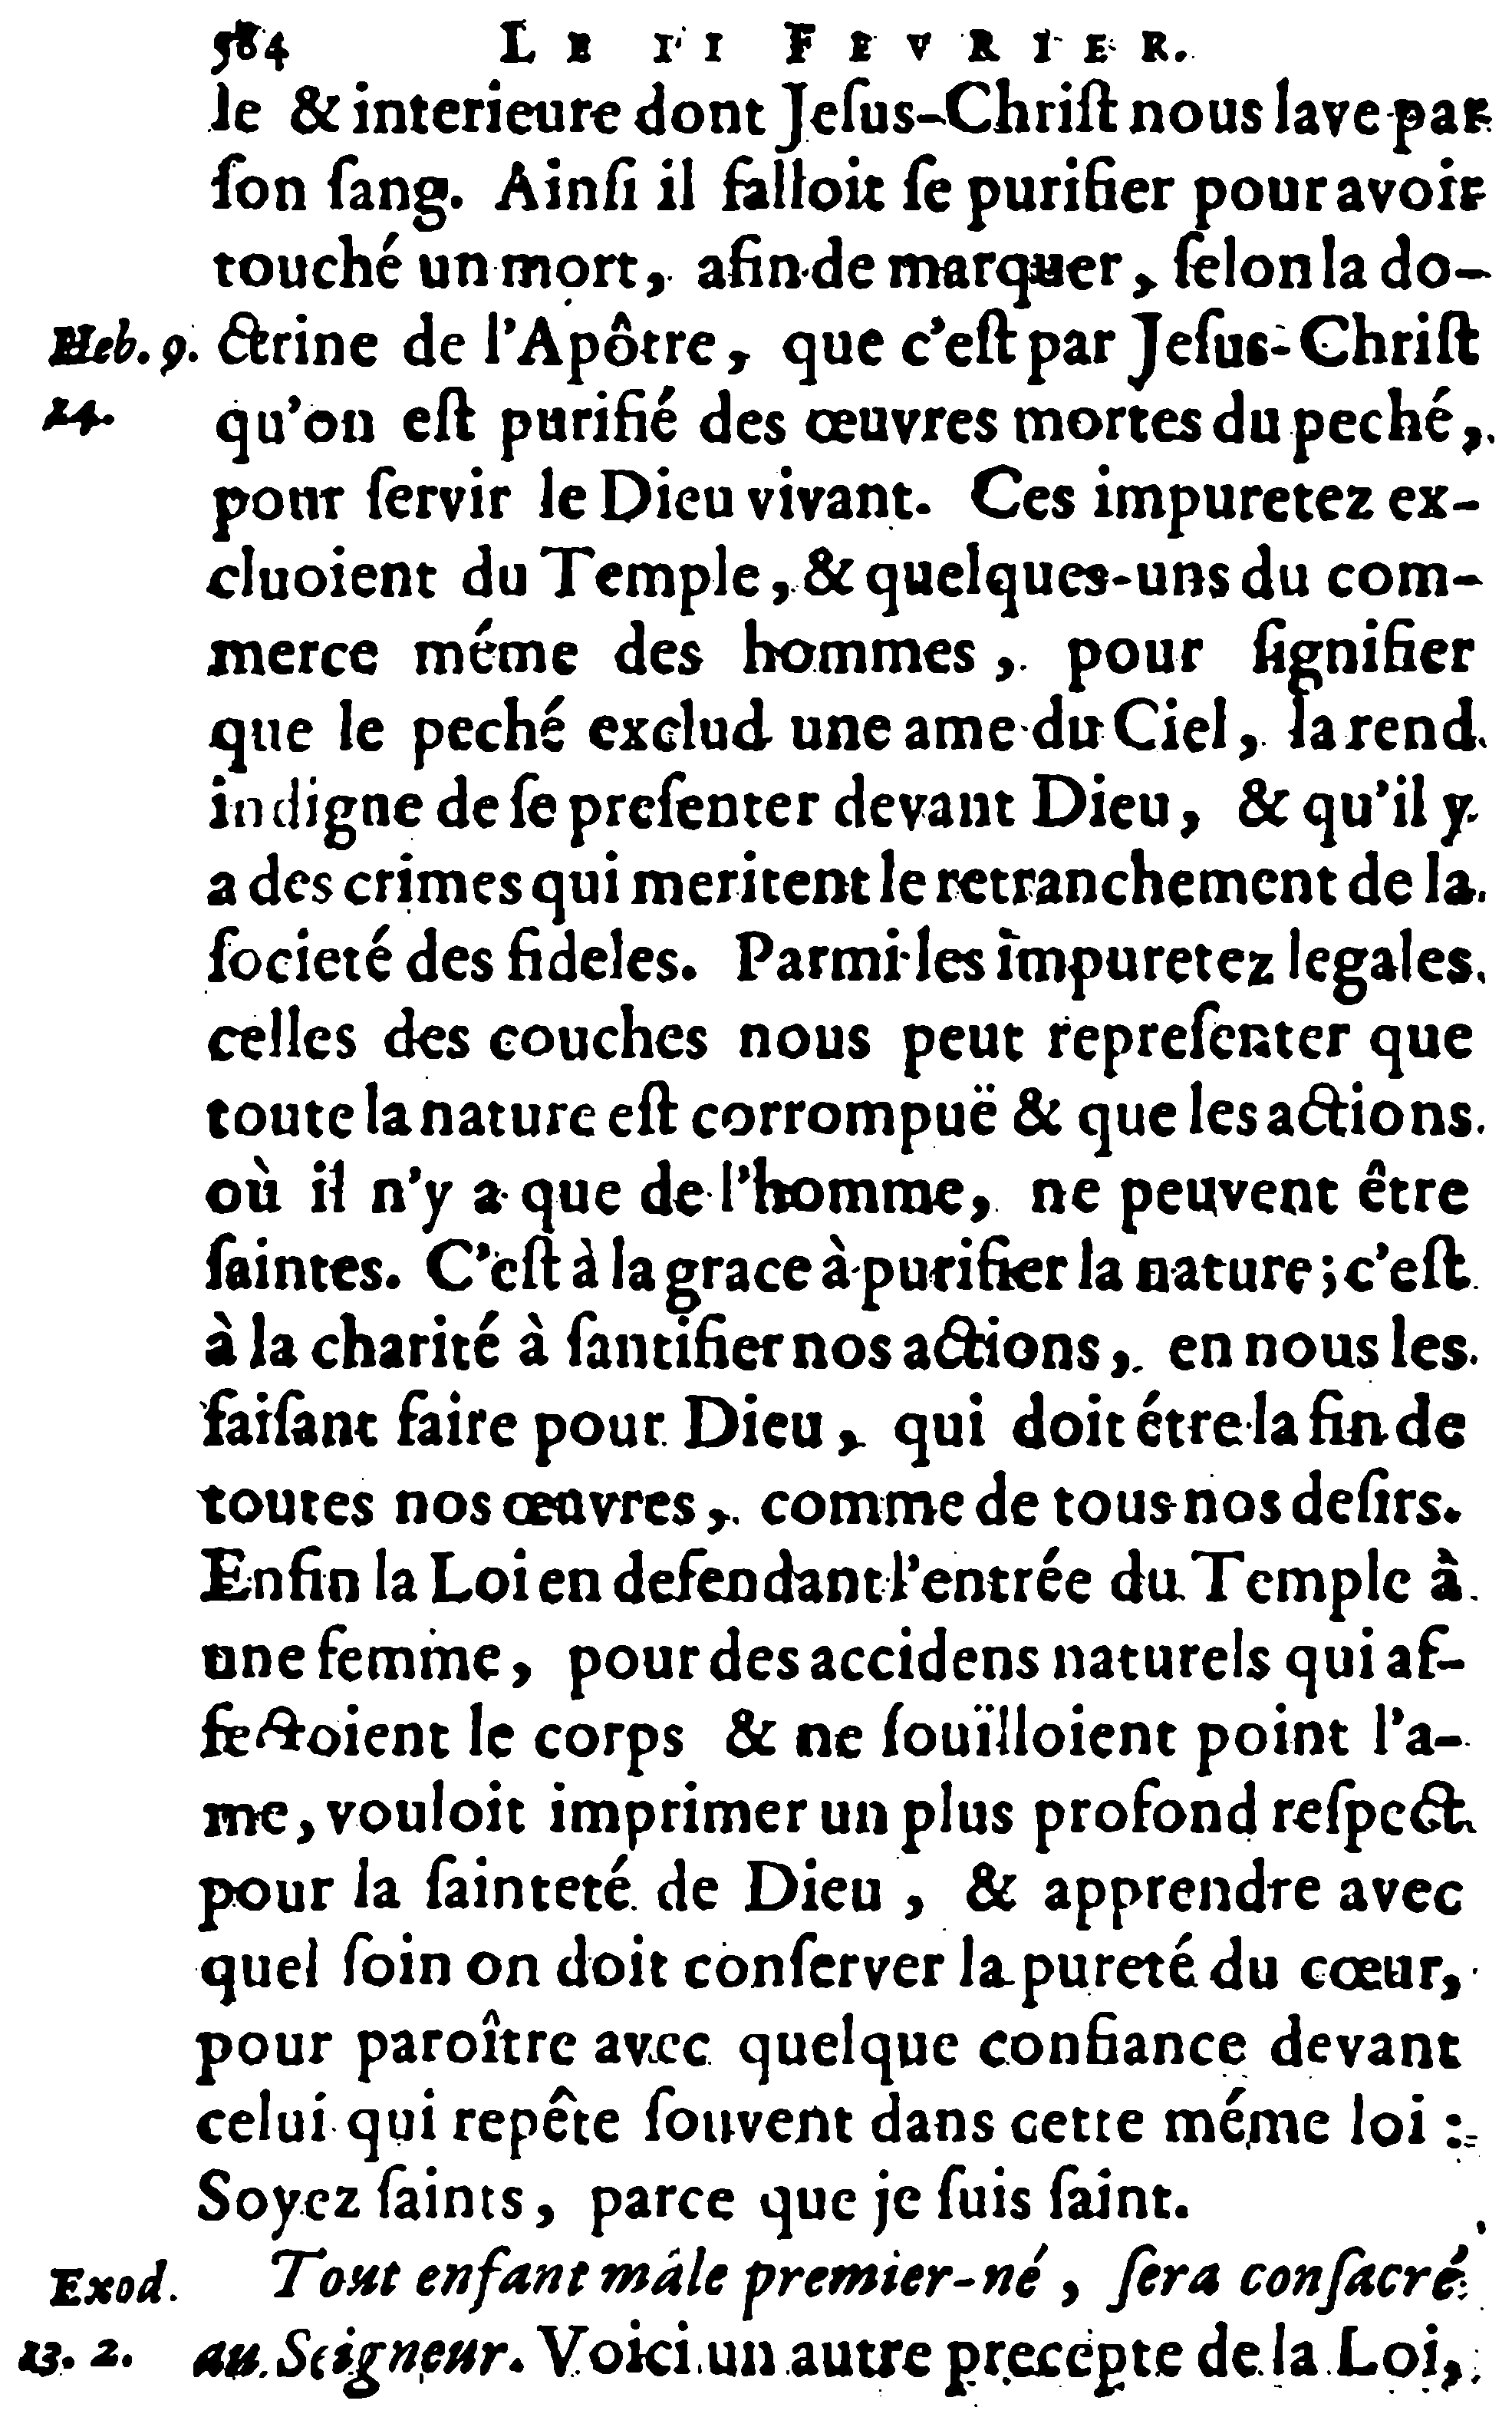 584 LE II FEVRIER.
le & interieure dont Jeſus-Chriſt nous lave par
ſon ſang. Ainſi il falloit ſe purifier pour avoir
touché un mort, afin de marquer, ſelon la do-
Heb. 9. ctrine de l'Apôtre, que c'eſt par Jeſus-Chriſt
14. qu'on eſt purifié des œuvres mortes du peché,
pour ſervir le Dieu vivant. Ces impuretez ex-
cluoient du Temple, & quelques-uns du com-
merce méme des hommes, pour ſignifier
que le peché exclud une ame du Ciel, la rend
indigne de ſe preſenter devant Dieu, & qu'il y
a des crimes qui meritent le retranchement de la
ſocieté des fideles. Parmi les impuretez legales
celles des couches nous peut repreſenter que
toute la nature eſt corrompuë & que les actions
où il n'y a que de l'homme, ne peuvent être
ſaintes. C'eſt à la grace à purifier la nature; c'eſt
à la charité à ſantifier nos actions, en nous les
faiſant faire pour Dieu, qui doit étre la fin de
toutes nos œuvres, comme de tous nos deſirs.
Enfin la Loi en defendant l'entrée du Temple à
une femme, pour des accidens naturels qui af-
fectoient le corps & ne ſouïlloient point l'a-
me, vouloit imprimer un plus profond reſpect
pour la ſainteté de Dieu, & apprendre avec
quel ſoin on doit conſerver la pureté du cœur,
pour paroître avec quelque confiance devant
celui qui repête ſouvent dans cette méme loi :
Soyez ſaints, parce que je ſuis ſaint.
Exod. Tout enfant mâle premier-né, ſera conſacré
13. 2. au Seigneur. Voici un autre precepte de la Loi,